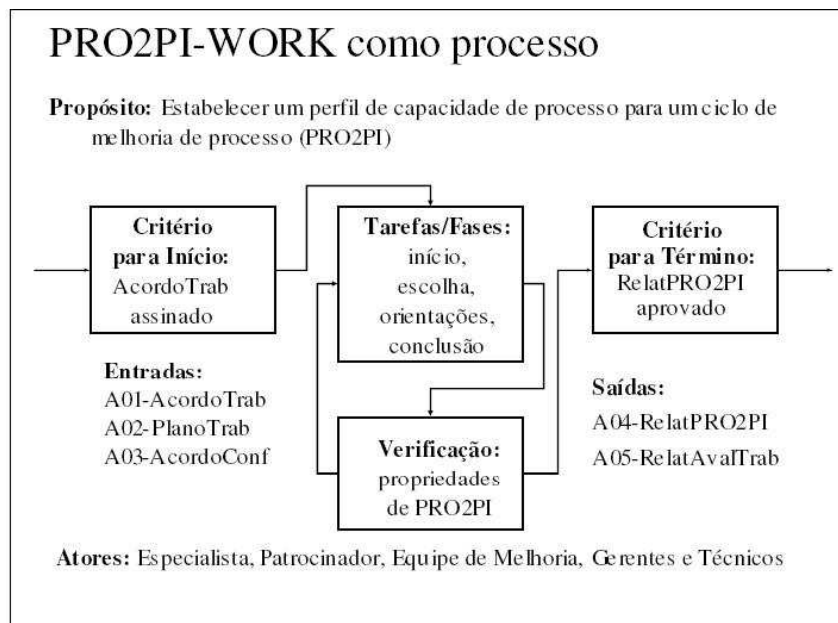 PRO2PI-WORK como processo
Propósito: Estabelecer um perfil de capacidade de processo para um ciclo de
melhoria de processo (PRO2PI)
Critério
para Início:
AcordoTrab
assinado
Tarefas/Fases:
início,
escolha,
orientações,
conclusão
Critério
para Término:
RelatPRO2PI
aprovado
Entradas:
A01-AcordoTrab
A02-PlanoTrab
A03-AcordoConf
Verificação:
propriedades
de PRO2PI
Saídas:
A04-RelatPRO2PI
A05-RelatAvalTrab
Atores: Especialista, Patrocinador, Equipe de Melhoria, Gerentes e Técnicos